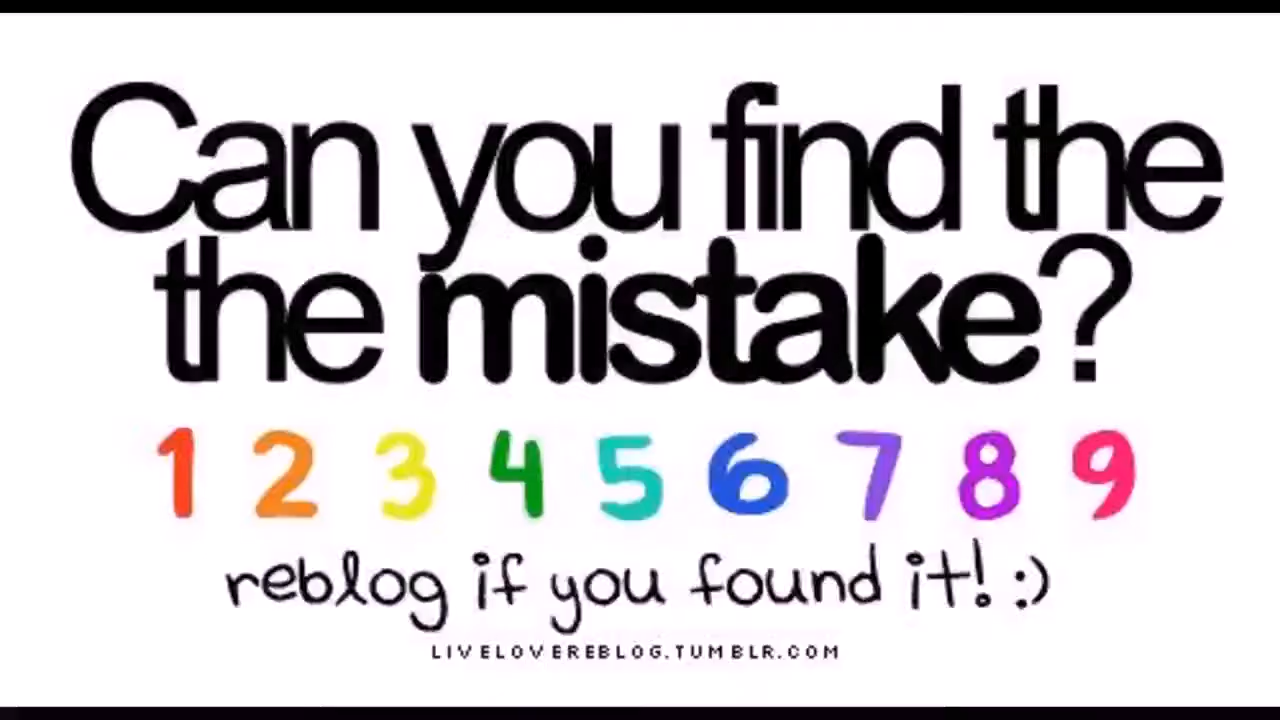 Can you find the
the mistake?
1 2 3 4 5 6 7 8 9
reblog if you found it! :)
LIVELOVEREBLOG.TUMBLR.COM